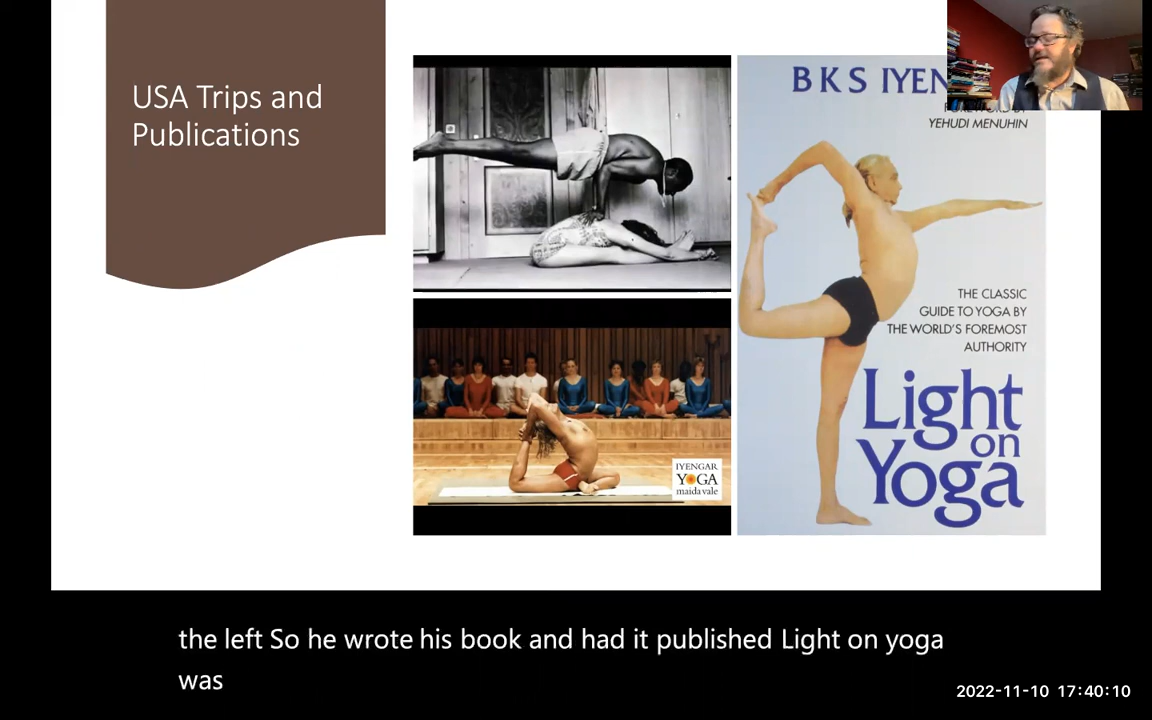 USA Trips and
Publications
BKS IYEN
YEHUDI MENUHIN
THE CLASSIC
GUIDE TO YOGA BY
THE WORLD'S FOREMOST
AUTHORITY
Light
on
Yoga
IYENGAR
YOGA
maida vale
the left So he wrote his book and had it published Light on yoga
was
2022-11-10 17:40:10